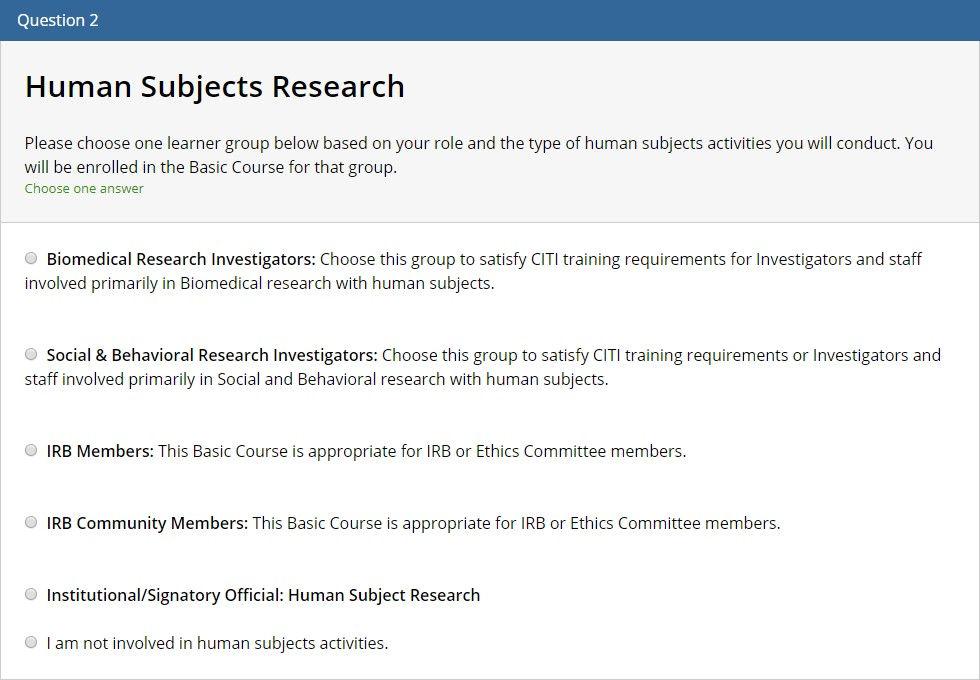 Question 2
Human Subjects Research
Please choose one learner group below based on your role and the type of human subjects activities you will conduct. You
will be enrolled in the Basic Course for that group.
Choose one answer
Biomedical Research Investigators: Choose this group to satisfy CITI training requirements for Investigators and staff
involved primarily in Biomedical research with human subjects.
Social & Behavioral Research Investigators: Choose this group to satisfy CITI training requirements or Investigators and
staff involved primarily in Social and Behavioral research with human subjects.
IRB Members: This Basic Course is appropriate for IRB or Ethics Committee members.
IRB Community Members: This Basic Course is appropriate for IRB or Ethics Committee members.
Institutional/Signatory Official: Human Subject Research
I am not involved in human subjects activities.